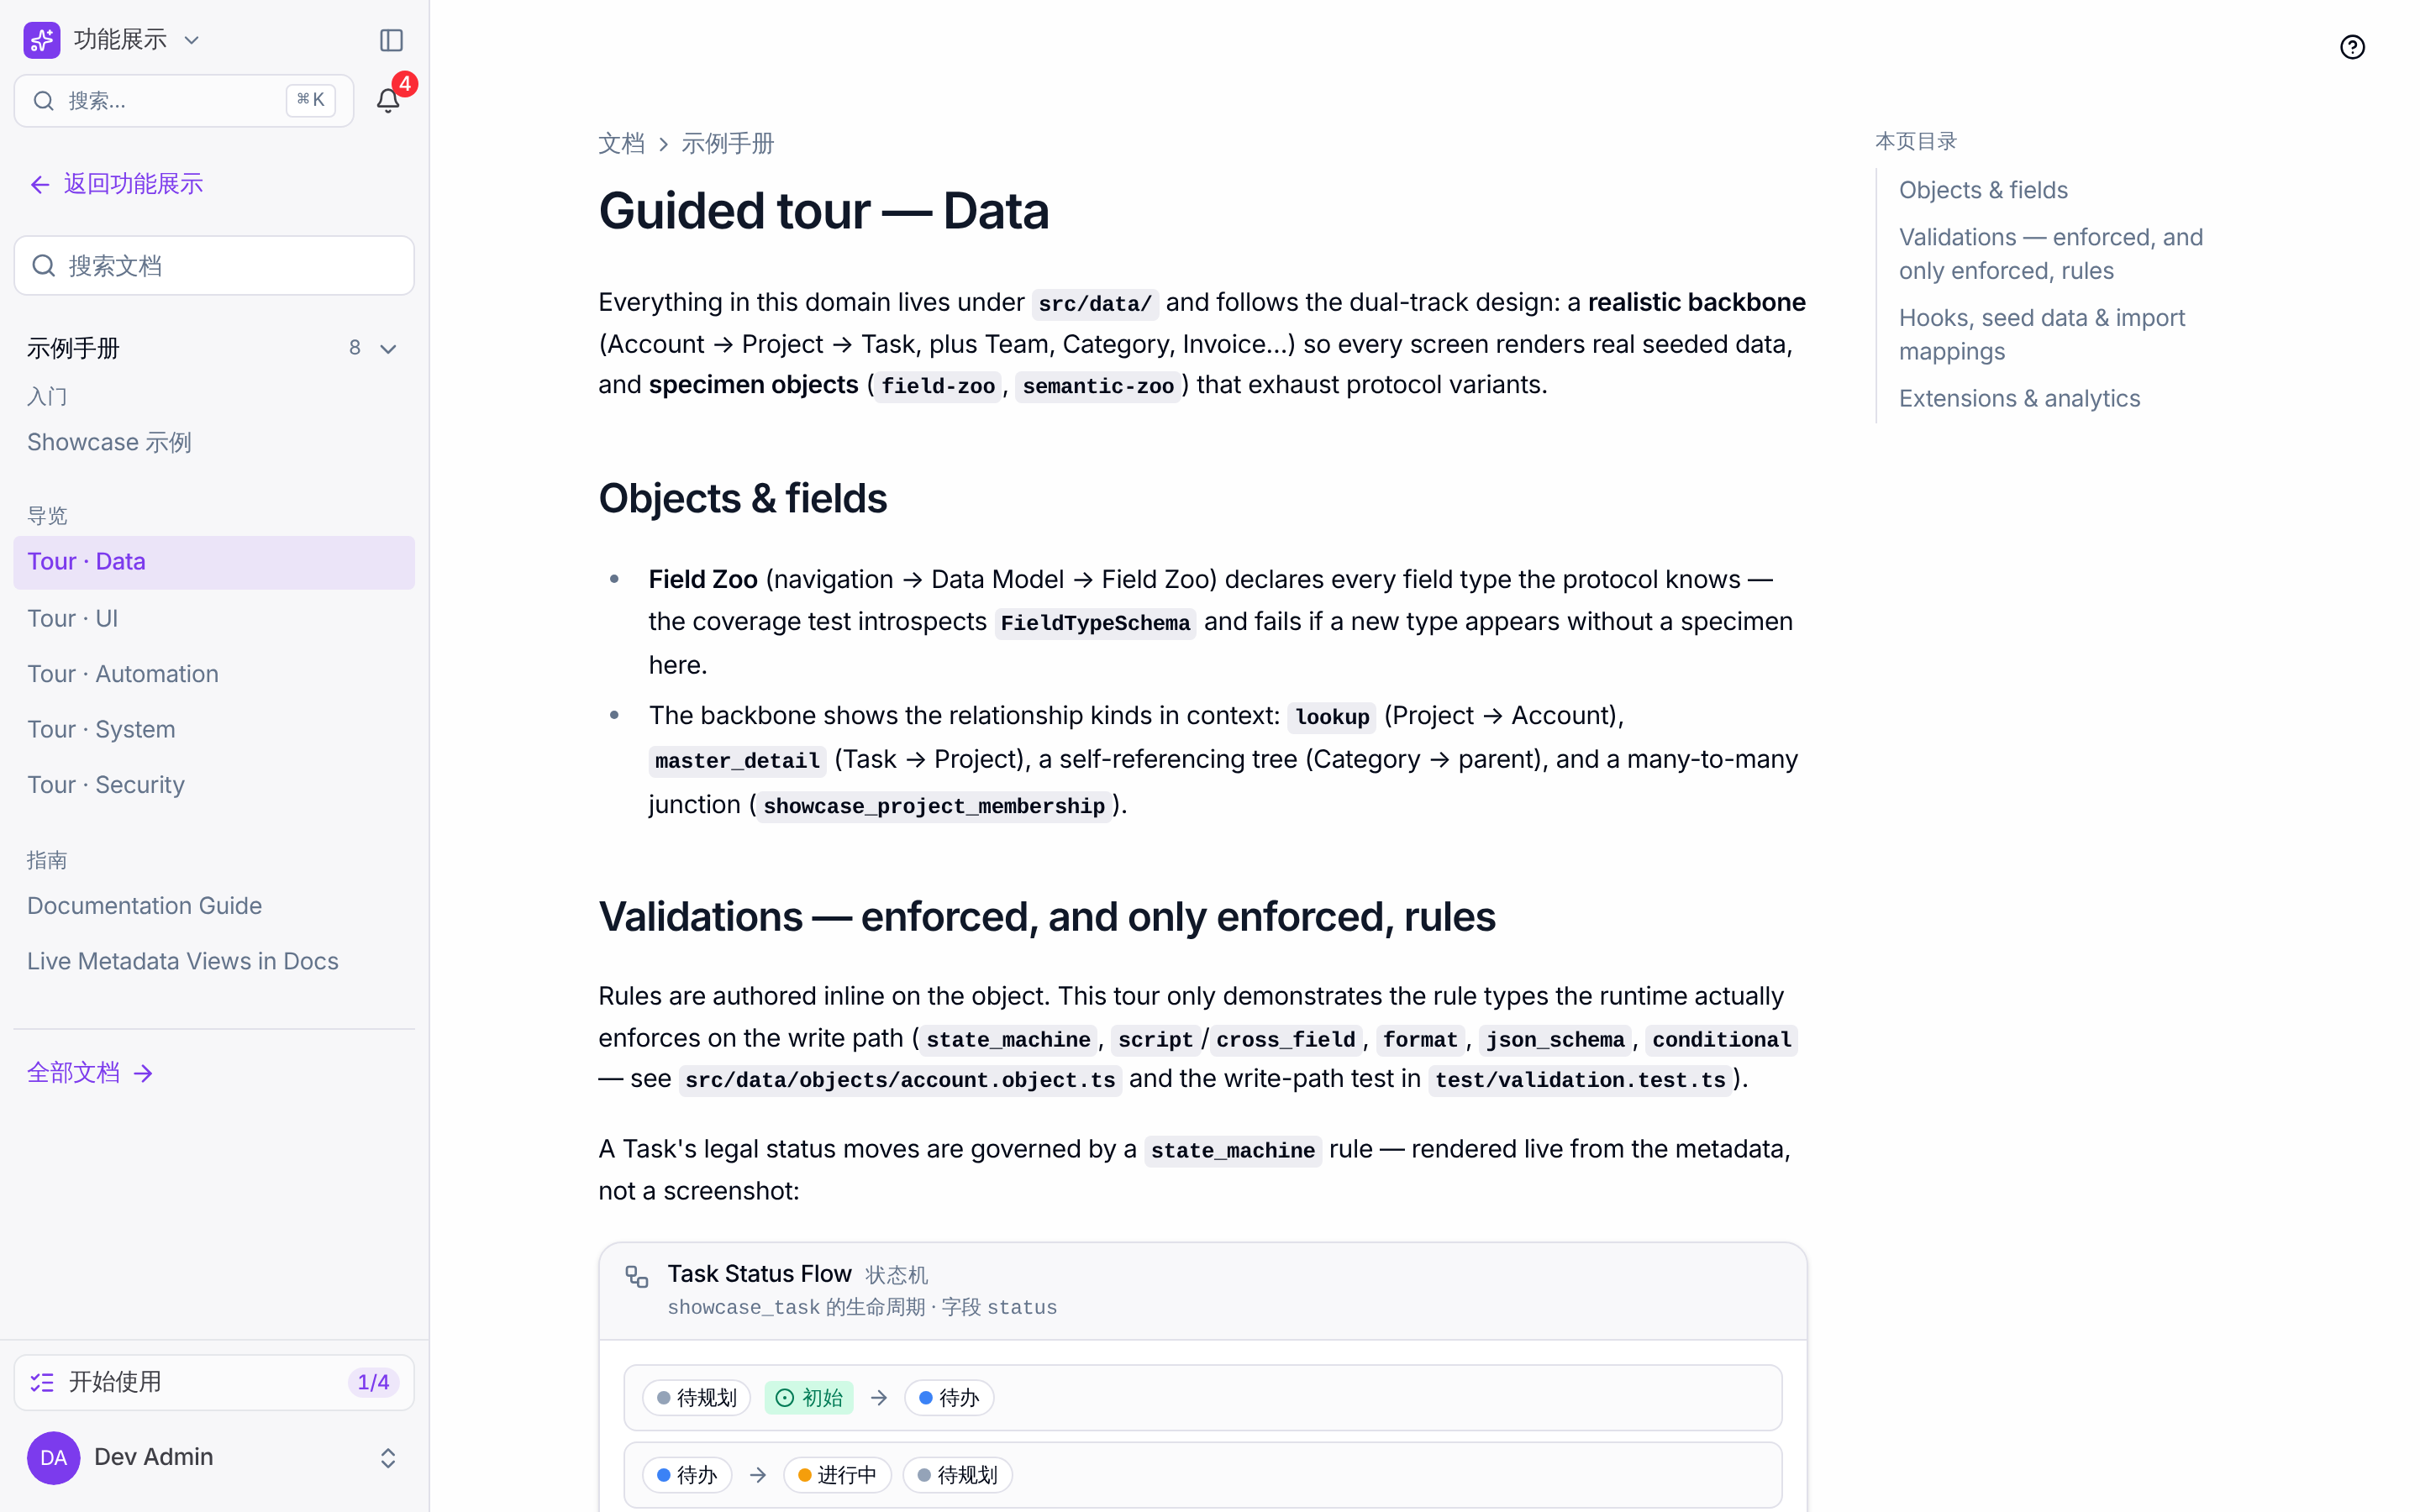 功能展示
搜索...
⌘K
4
返回功能展示
搜索文档
示例手册 8
入门
Showcase 示例
导览
Tour · Data
Tour · UI
Tour · Automation
Tour · System
Tour · Security
指南
Documentation Guide
Live Metadata Views in Docs
全部文档 →
开始使用 1/4
DA Dev Admin
文档 > 示例手册
Guided tour — Data
Everything in this domain lives under src/data/ and follows the dual-track design: a realistic backbone
(Account → Project → Task, plus Team, Category, Invoice…) so every screen renders real seeded data,
and specimen objects (field-zoo, semantic-zoo) that exhaust protocol variants.
Objects & fields
• Field Zoo (navigation → Data Model → Field Zoo) declares every field type the protocol knows —
the coverage test introspects FieldTypeSchema and fails if a new type appears without a specimen
here.
• The backbone shows the relationship kinds in context: lookup (Project → Account),
master_detail (Task → Project), a self-referencing tree (Category → parent), and a many-to-many
junction (showcase_project_membership).
Validations — enforced, and only enforced, rules
Rules are authored inline on the object. This tour only demonstrates the rule types the runtime actually
enforces on the write path (state_machine, script/cross_field, format, json_schema, conditional
— see src/data/objects/account.object.ts and the write-path test in test/validation.test.ts).
A Task's legal status moves are governed by a state_machine rule — rendered live from the metadata,
not a screenshot:
Task Status Flow 状态机
showcase_task 的生命周期 · 字段 status
待规划 初始 → 待办
待办 → 进行中 待规划
本页目录
Objects & fields
Validations — enforced, and
only enforced, rules
Hooks, seed data & import
mappings
Extensions & analytics